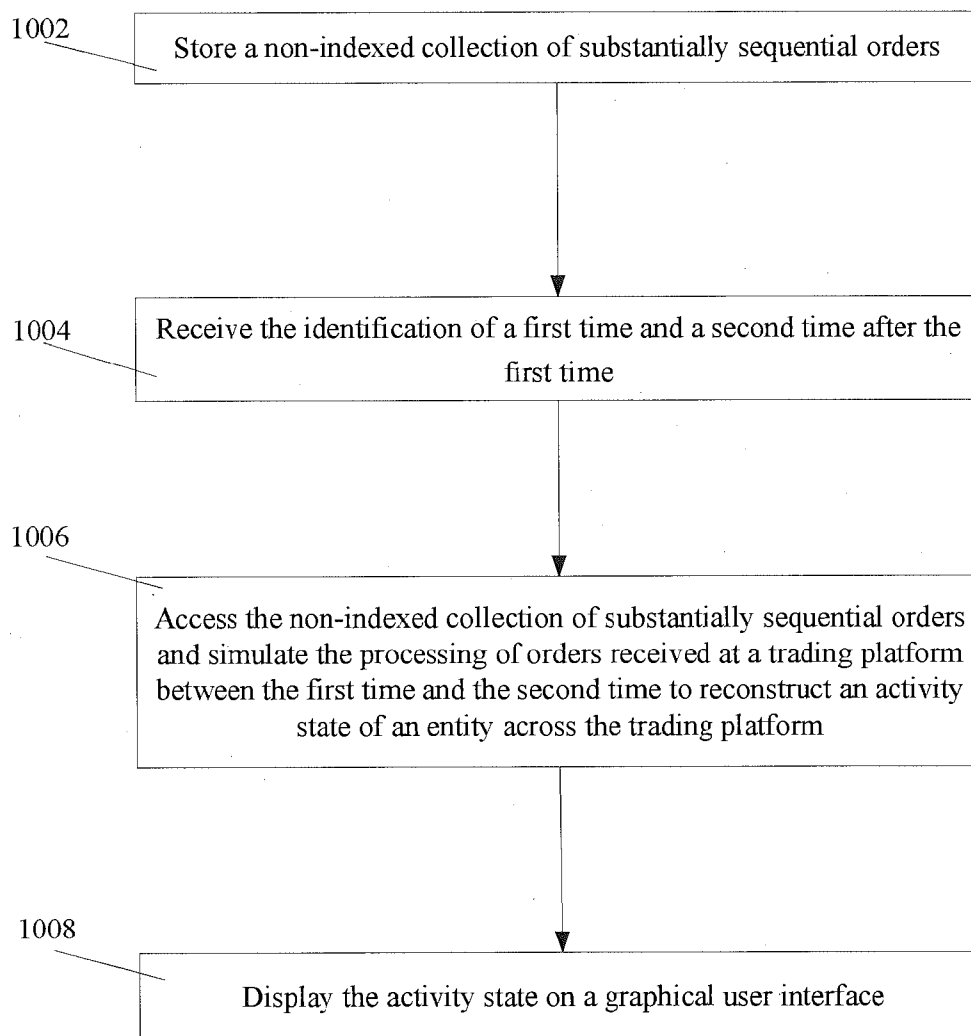 1002
Store a non-indexed collection of substantially sequential orders
1004
Receive the identification of a first time and a second time after the
first time
1006
Access the non-indexed collection of substantially sequential orders
and simulate the processing of orders received at a trading platform
between the first time and the second time to reconstruct an activity
state of an entity across the trading platform
1008
Display the activity state on a graphical user interface